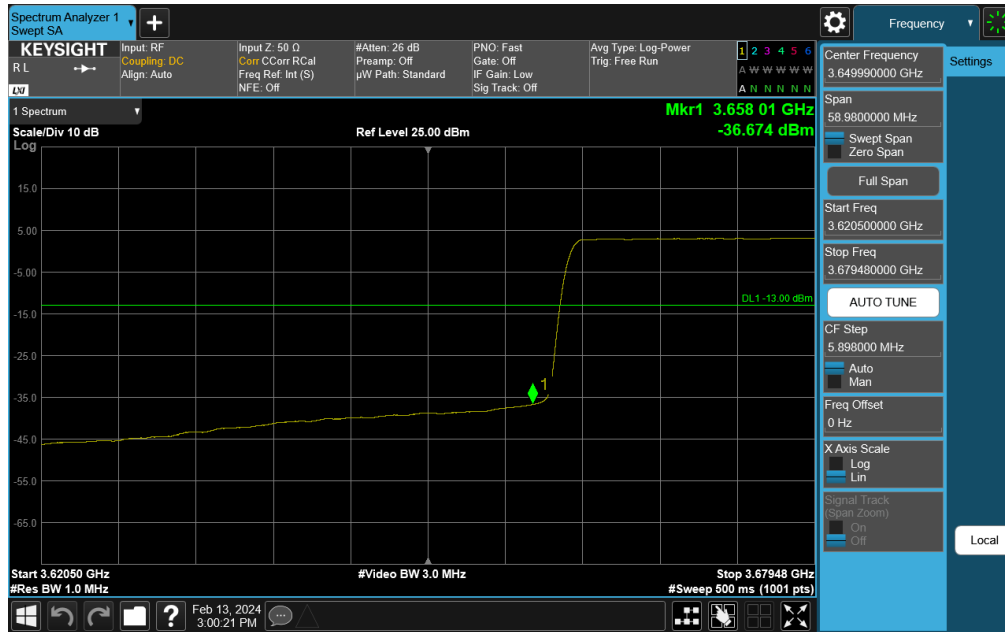 Spectrum Analyzer 1
Swept SA
Frequency
KEYSIGHT
R L
LXI
Input: RF
Coupling: DC
Align: Auto
Input Z: 50 Ω
Corr CCorr RCal
Freq Ref: Int (S)
NFE: Off
#Atten: 26 dB
Preamp: Off
µW Path: Standard
PNO: Fast
Gate: Off
IF Gain: Low
Sig Track: Off
Avg Type: Log-Power
Trig: Free Run
1 2 3 4 5 6
A W W W W W
A N N N N N
1 Spectrum
Scale/Div 10 dB
Log
Ref Level 25.00 dBm
Mkr1 3.658 01 GHz
-36.674 dBm
15.0
5.00
-5.00
-15.0
-25.0
-35.0
-45.0
-55.0
-65.0
DL1 -13.00 dBm
1
Start 3.62050 GHz
#Res BW 1.0 MHz
#Video BW 3.0 MHz
Stop 3.67948 GHz
#Sweep 500 ms (1001 pts)
Feb 13, 2024
3:00:21 PM
Center Frequency
3.649990000 GHz
Span
58.9800000 MHz
Swept Span
Zero Span
Full Span
Start Freq
3.620500000 GHz
Stop Freq
3.679480000 GHz
AUTO TUNE
CF Step
5.898000 MHz
Auto
Man
Freq Offset
0 Hz
X Axis Scale
Log
Lin
Signal Track
(Span Zoom)
On
Off
Settings
Local